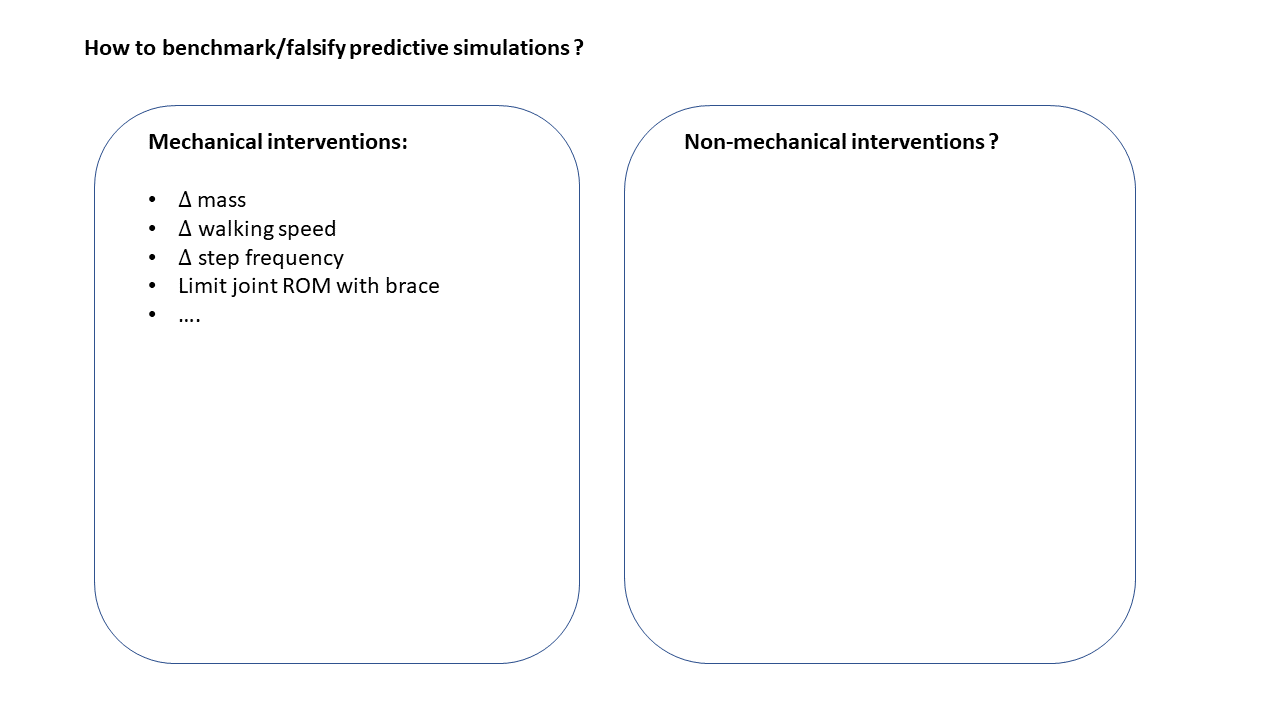 How to benchmark/falsify predictive simulations ?
Mechanical interventions:
• Δ mass
• Δ walking speed
• Δ step frequency
• Limit joint ROM with brace
• ....
Non-mechanical interventions ?